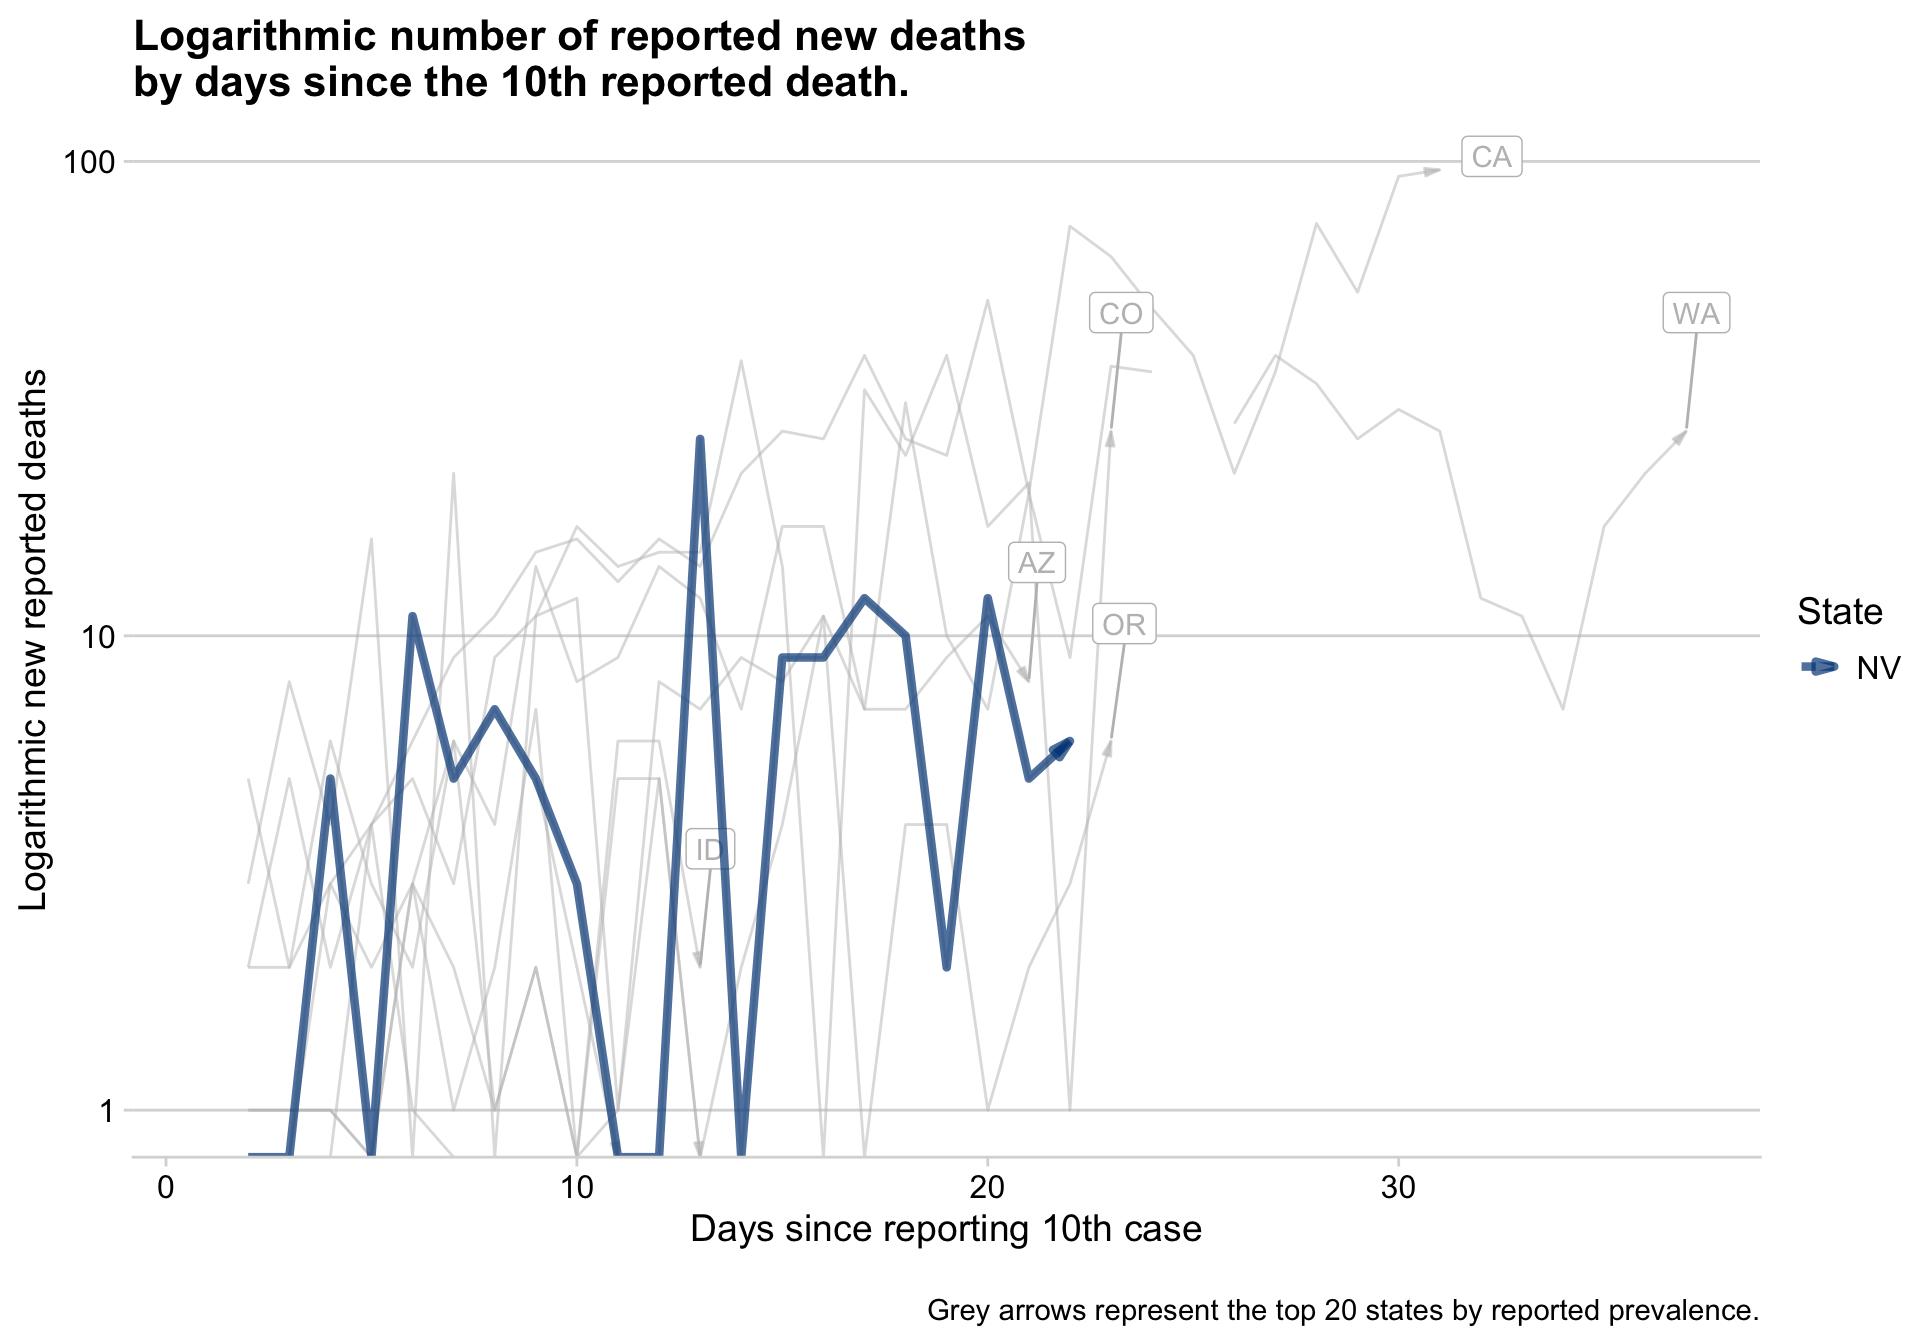 Logarithmic number of reported new deaths
by days since the 10th reported death.
Logarithmic new reported deaths
100
10
1
CA
CO
WA
AZ
OR
ID
State
NV
0
10
20
30
Days since reporting 10th case
Grey arrows represent the top 20 states by reported prevalence.